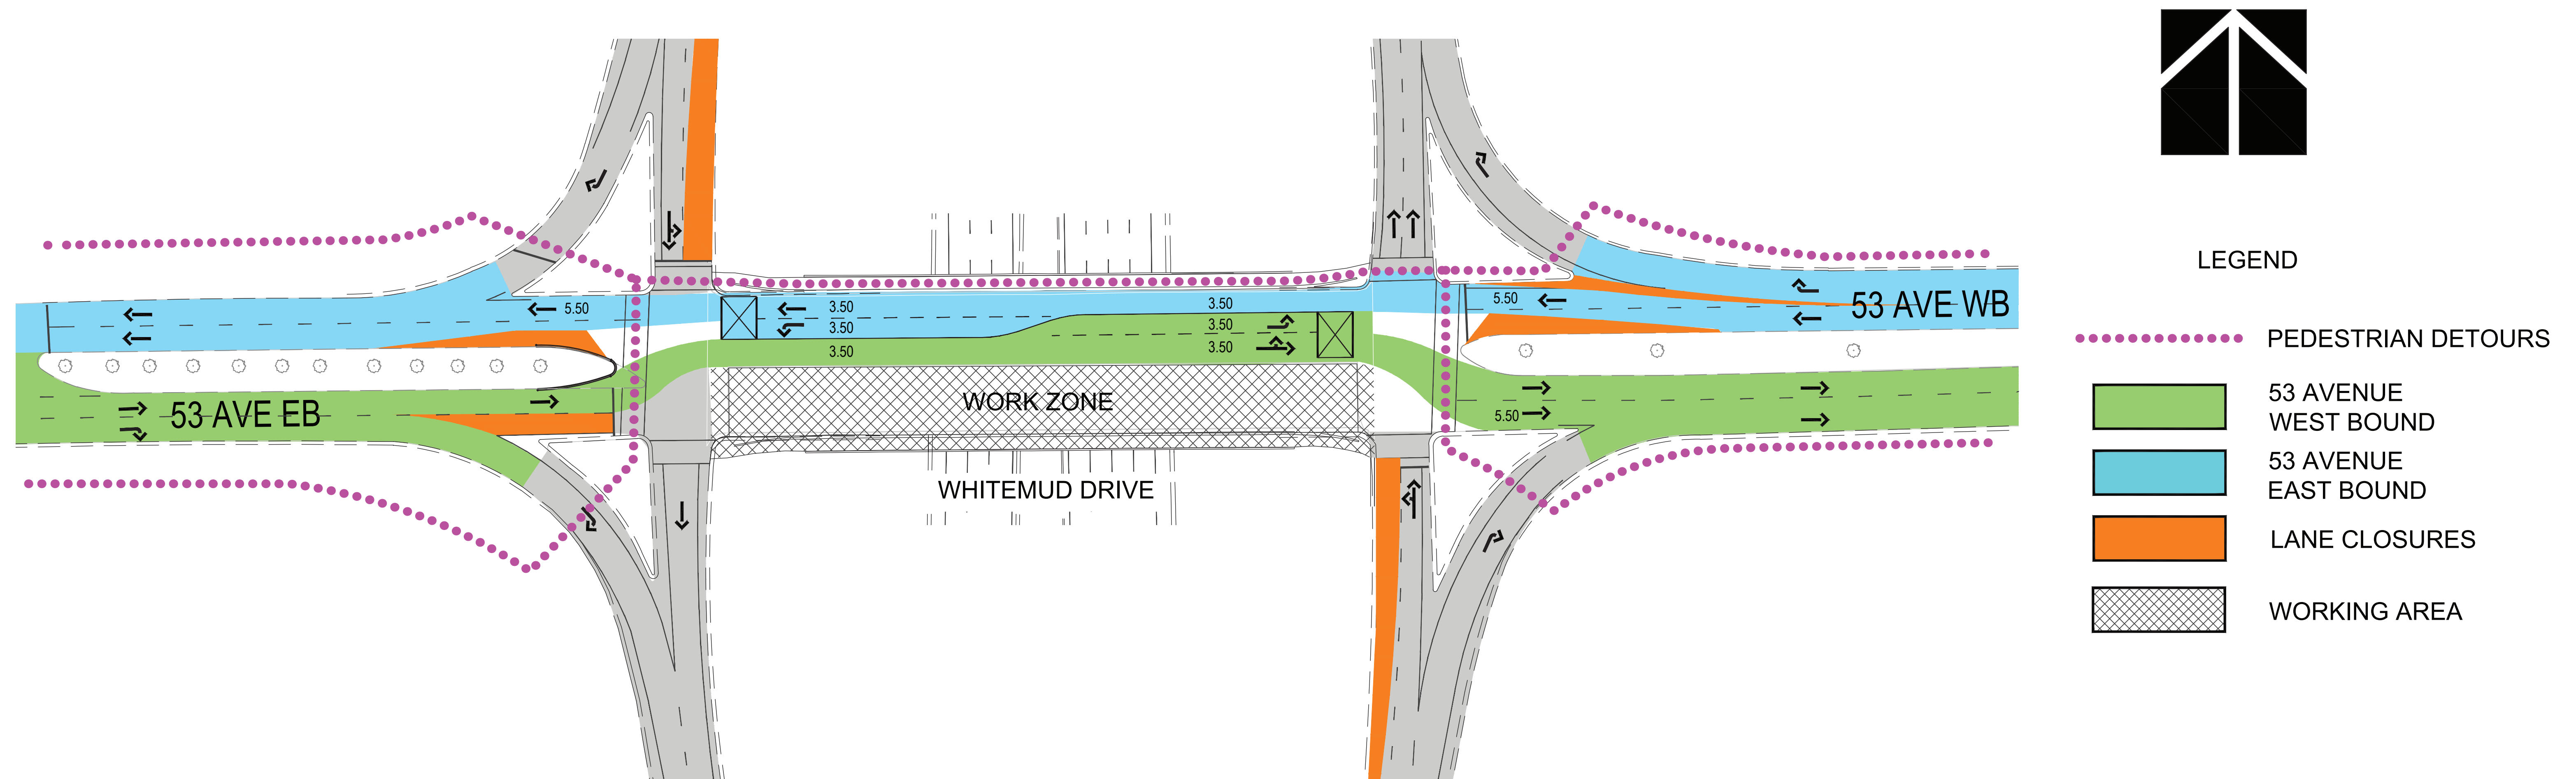 5.50
3.50
3.50
3.50
3.50
3.50
3.50
5.50
53 AVE WB
53 AVE EB
WORK ZONE
5.50
WHITEMUD DRIVE
LEGEND
PEDESTRIAN DETOURS
53 AVENUE
WEST BOUND
53 AVENUE
EAST BOUND
LANE CLOSURES
WORKING AREA